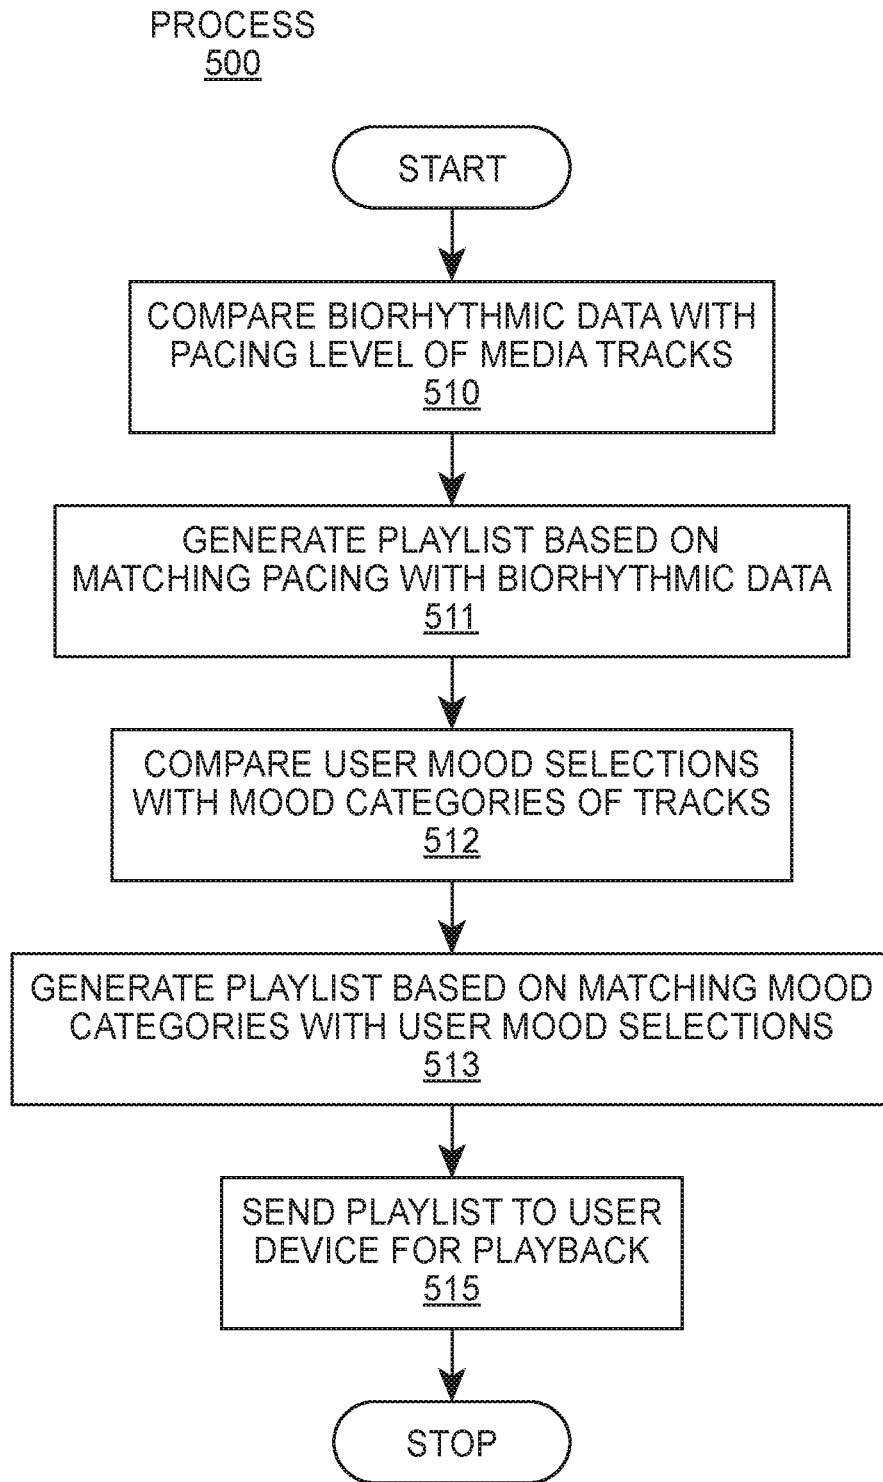 PROCESS
500
START
COMPARE BIORHYTHMIC DATA WITH
PACING LEVEL OF MEDIA TRACKS
510
GENERATE PLAYLIST BASED ON
MATCHING PACING WITH BIORHYTHMIC DATA
511
COMPARE USER MOOD SELECTIONS
WITH MOOD CATEGORIES OF TRACKS
512
GENERATE PLAYLIST BASED ON MATCHING MOOD
CATEGORIES WITH USER MOOD SELECTIONS
513
SEND PLAYLIST TO USER
DEVICE FOR PLAYBACK
515
STOP